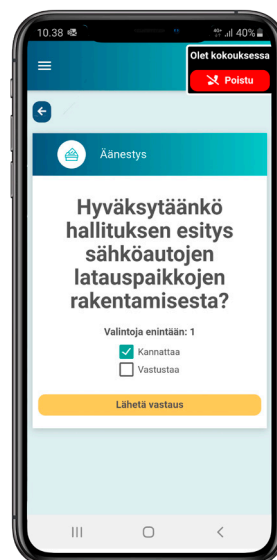 10.38
40%
Olet kokouksessa
Poistu
Äänestys
Hyväksytäänkö
hallituksen esitys
sähköautojen
latauspaikkojen
rakentamisesta?
Valintoja enintään: 1
Kannattaa
Vastustaa
Lähetä vastaus